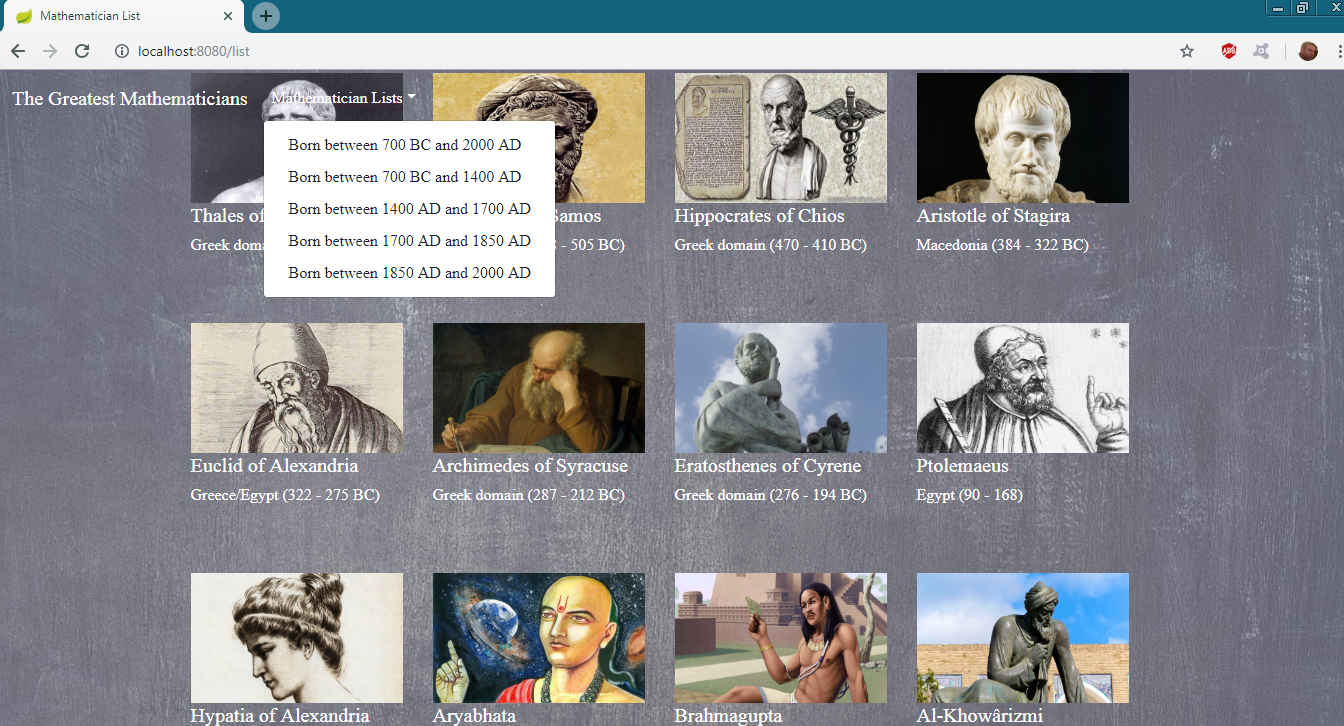 Mathematician List
localhost:8080/list
The Greatest Mathematicians
Mathematician Lists
Born between 700 BC and 2000 AD
Born between 700 BC and 1400 AD
Born between 1400 AD and 1700 AD
Born between 1700 AD and 1850 AD
Born between 1850 AD and 2000 AD
Thales of
Samos
Hippocrates of Chios
Aristotle of Stagira
Greek
- 505 BC)
Greek domain (470 - 410 BC)
Macedonia (384 - 322 BC)
Euclid of Alexandria
Archimedes of Syracuse
Eratosthenes of Cyrene
Ptolemaeus
Greece/Egypt (322 - 275 BC)
Greek domain (287 - 212 BC)
Greek domain (276 - 194 BC)
Egypt (90 - 168)
Hypatia of Alexandria
Aryabhata
Brahmagupta
Al-Khowârizmi